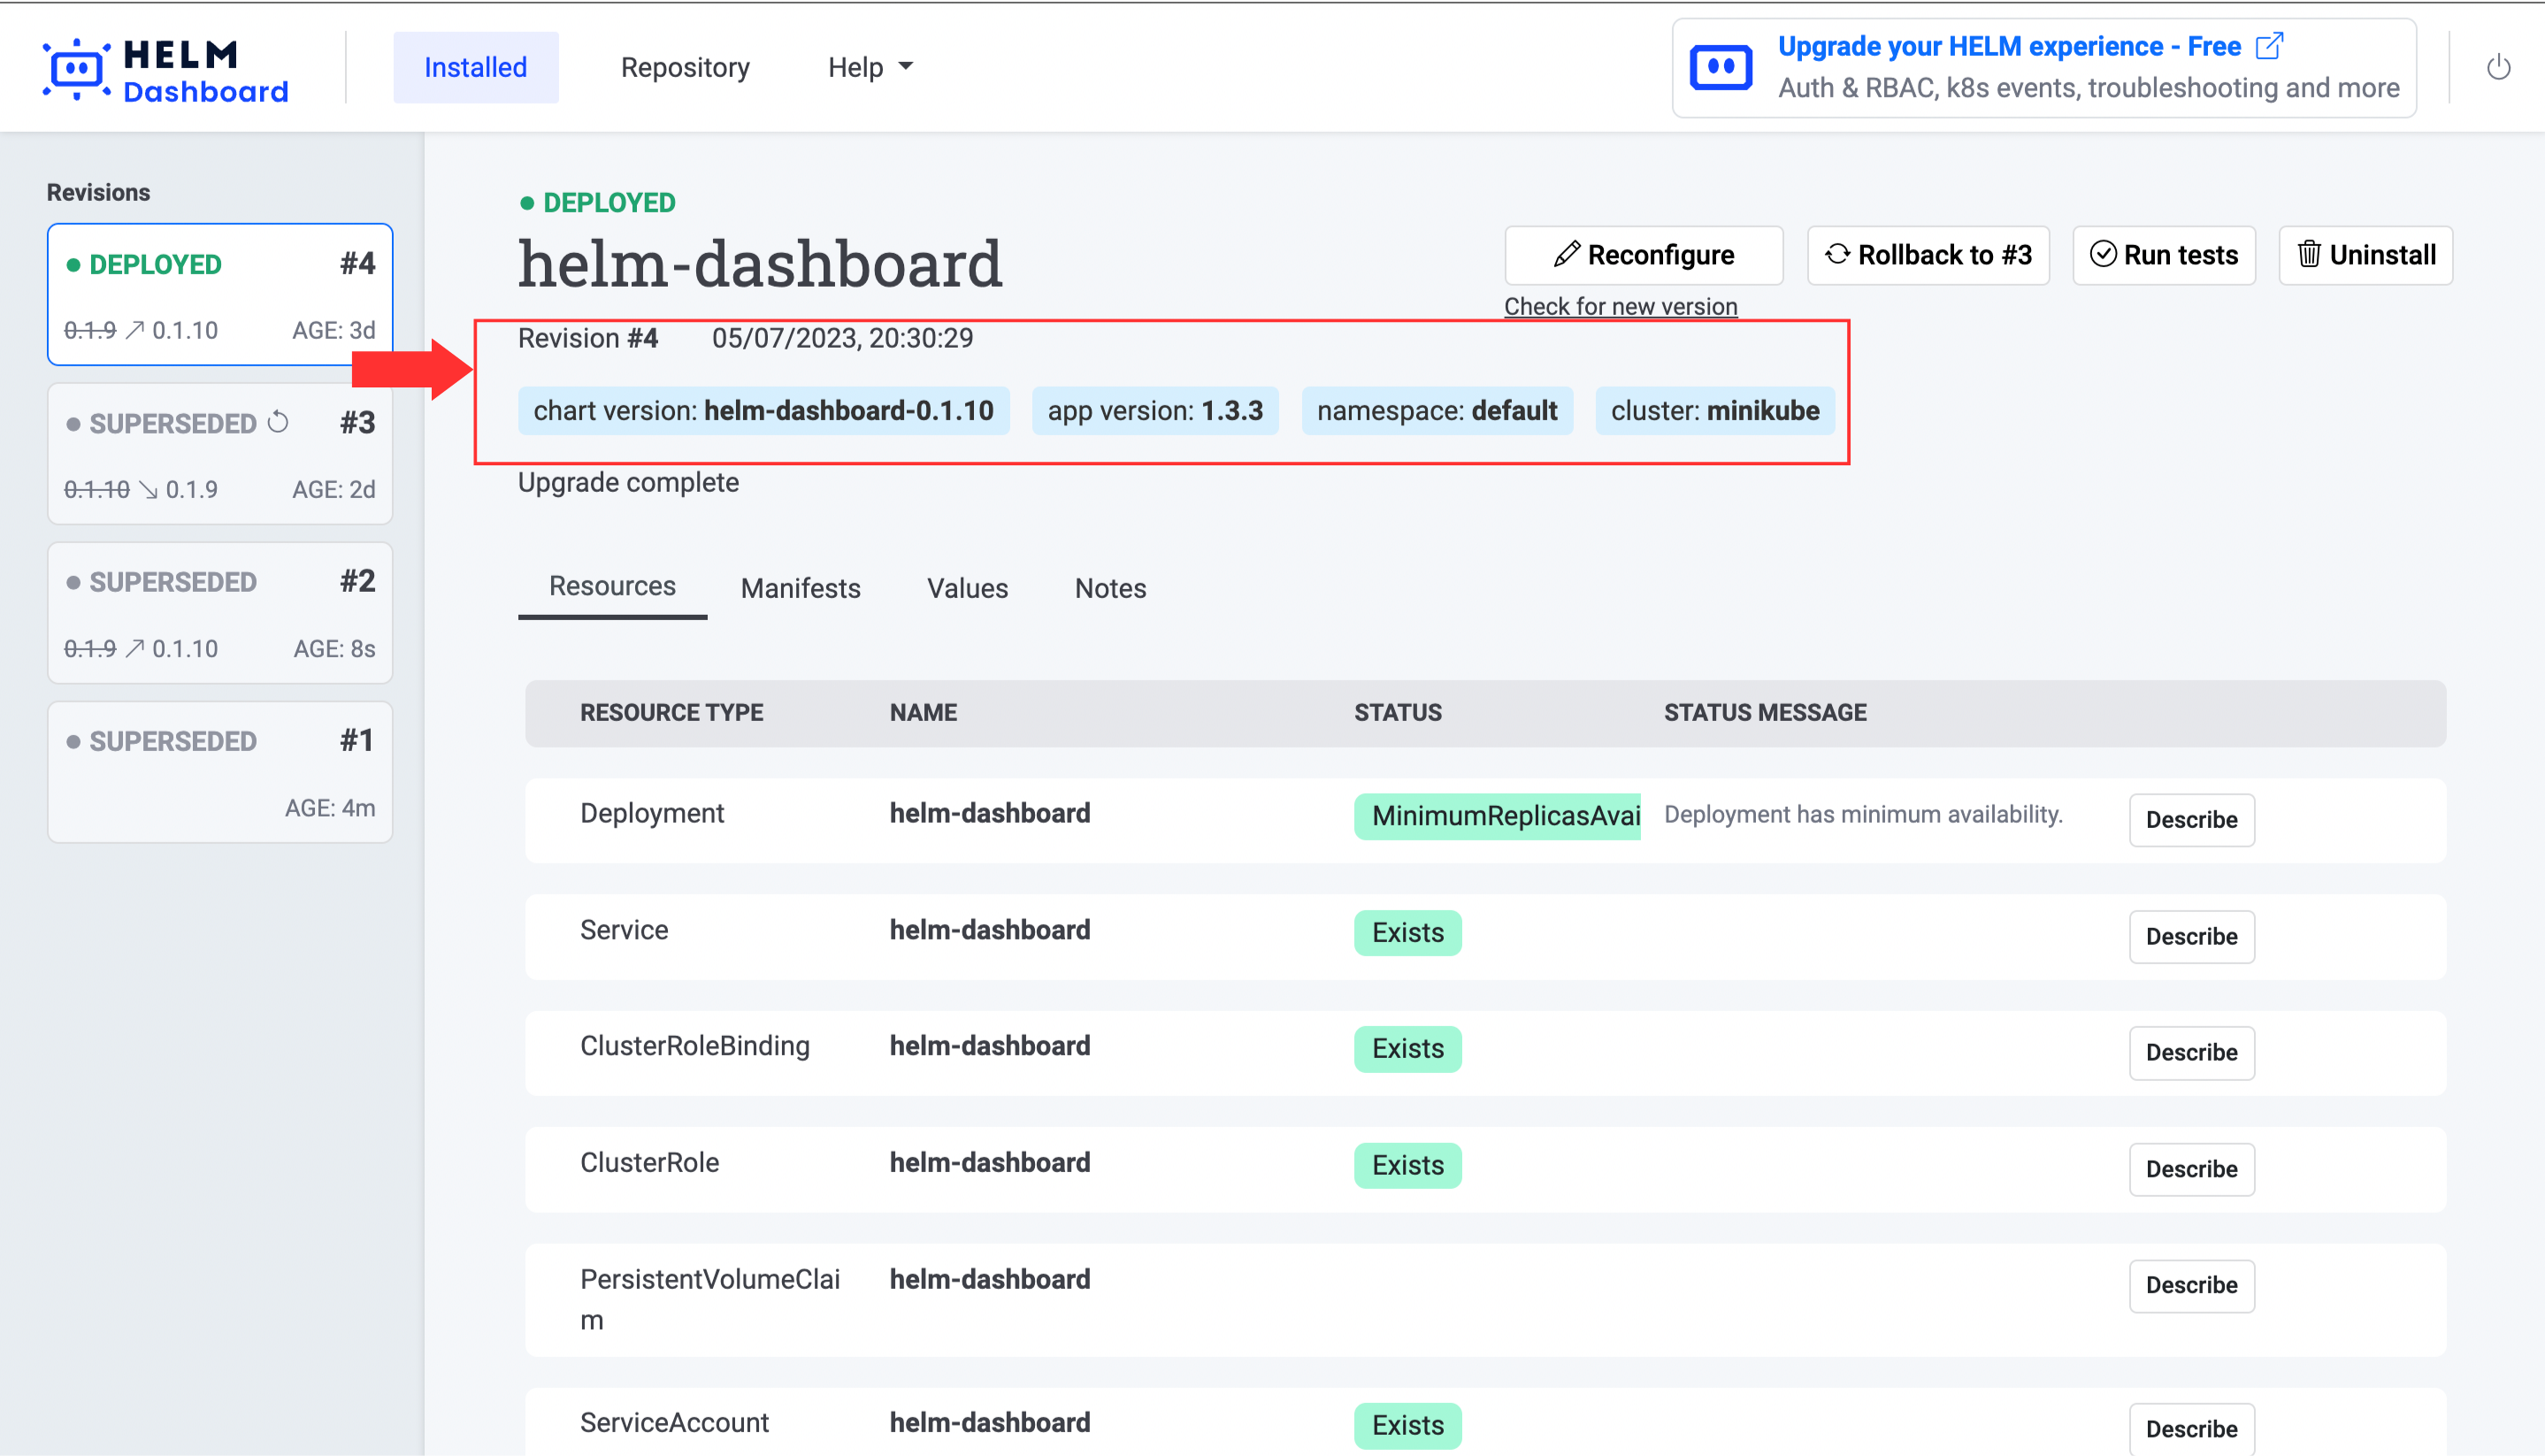 HELM
Dashboard
Installed
Repository
Help
Upgrade your HELM experience - Free
Auth & RBAC, k8s events, troubleshooting and more
Revisions
DEPLOYED #4
0.1.9 0.1.10 AGE: 3d
SUPERSEDED #3
0.1.10 0.1.9 AGE: 2d
SUPERSEDED #2
0.1.9 0.1.10 AGE: 8s
SUPERSEDED #1
AGE: 4m
DEPLOYED
helm-dashboard
Reconfigure
Rollback to #3
Run tests
Uninstall
Check for new version
Revision #4 05/07/2023, 20:30:29
chart version: helm-dashboard-0.1.10 app version: 1.3.3 namespace: default cluster: minikube
Upgrade complete
Resources Manifests Values Notes
RESOURCE TYPE NAME STATUS STATUS MESSAGE
Deployment helm-dashboard MinimumReplicasAvai Deployment has minimum availability. Describe
Service helm-dashboard Exists Describe
ClusterRoleBinding helm-dashboard Exists Describe
ClusterRole helm-dashboard Exists Describe
PersistentVolumeClai helm-dashboard Describe
m
ServiceAccount helm-dashboard Exists Describe